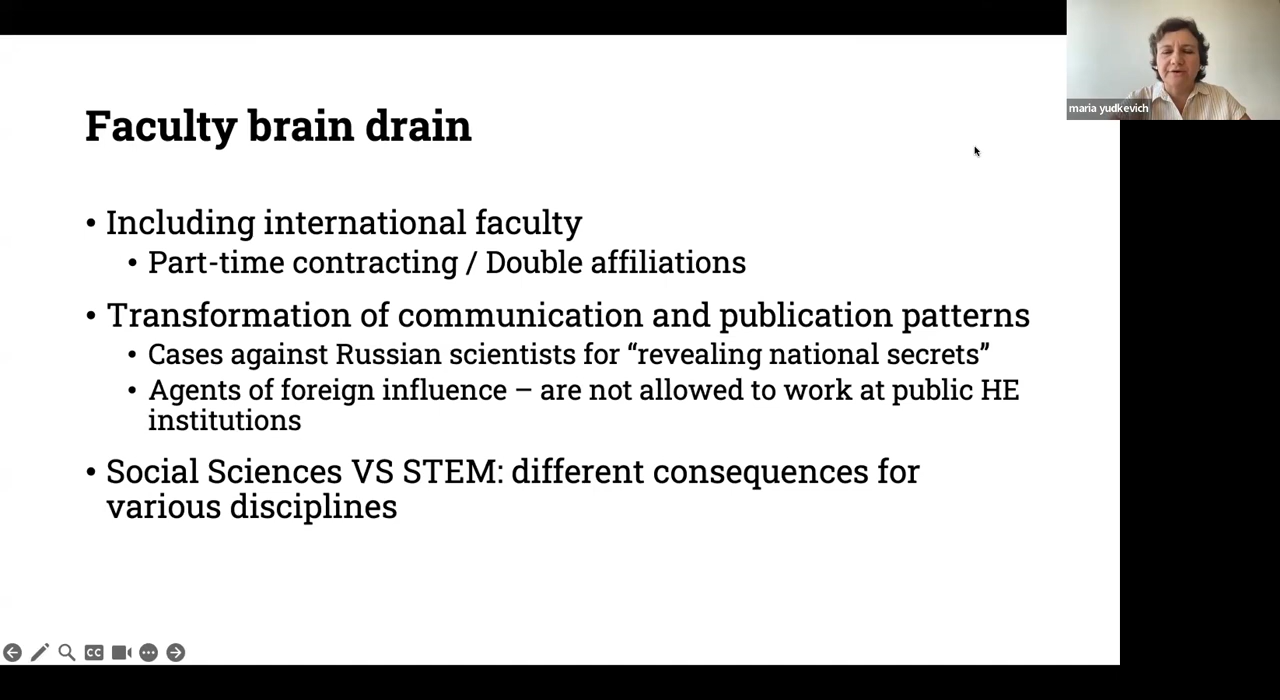 maria yudkevich
Faculty brain drain
• Including international faculty
• Part-time contracting / Double affiliations
• Transformation of communication and publication patterns
• Cases against Russian scientists for “revealing national secrets”
• Agents of foreign influence – are not allowed to work at public HE
institutions
• Social Sciences VS STEM: different consequences for
various disciplines
CC